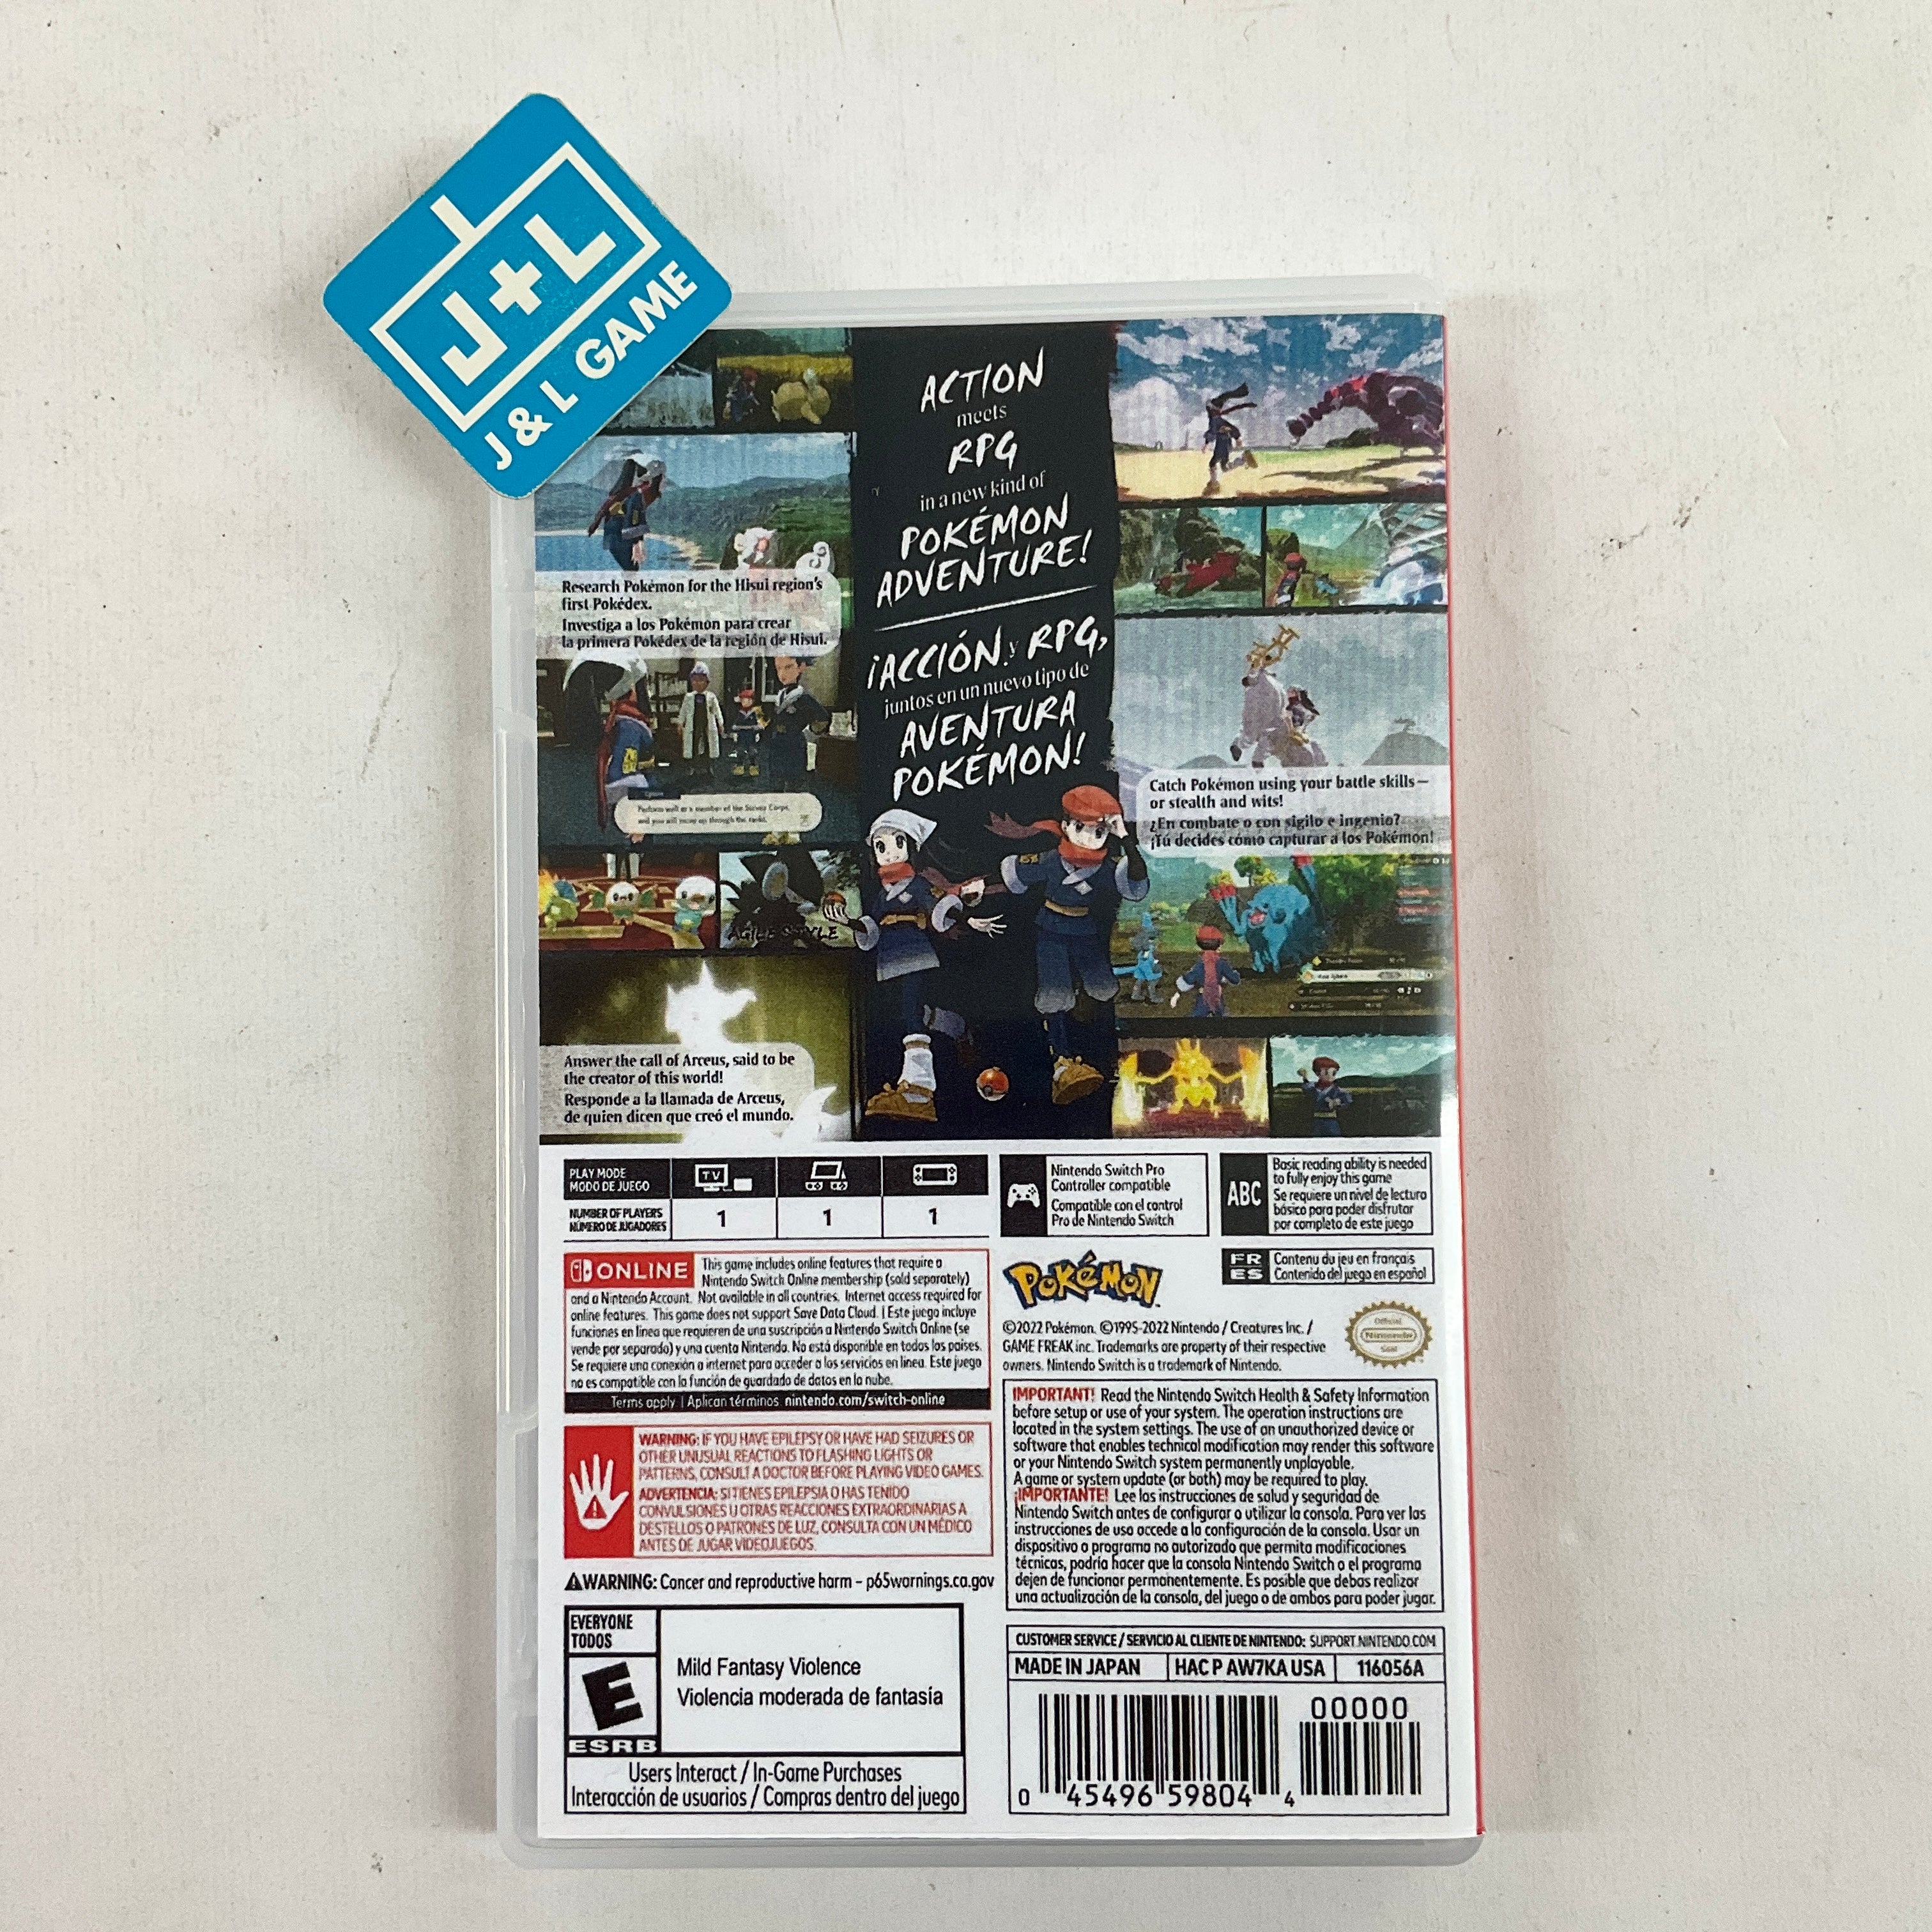 J+L
J & L GAME
ACTION
meets
RPG
in a new kind of
POKÉMON
ADVENTURE!
¡ACCIÓN y RPG,
juntos en un nuevo tipo de
AVENTURA
POKÉMON!
Research Pokémon for the Hisui region's
first Pokédex.
Investiga a los Pokémon para crear
la primera Pokédex de la región de Hisui.
Perform well as a member of the Survey Corps,
and you will move up through the ranks.
AGILE STYLE
Answer the call of Arceus, said to be
the creator of this world!
Responde a la llamada de Arceus,
de quien dicen que creó el mundo.
Catch Pokémon using your battle skills—
or stealth and wits!
¿En combate o con sigilo e ingenio?
¡Tú decides cómo capturar a los Pokémon!
PLAY MODE
MODO DE JUEGO
TV
NUMBER OF PLAYERS
NÚMERO DE JUGADORES
1 1 1
Nintendo Switch Pro
Controller compatible
Compatible con el control
Pro de Nintendo Switch
ABC
Basic reading ability is needed
to fully enjoy this game
Se requiere un nivel de lectura
básico para poder disfrutar
por completo de este juego
ONLINE
This game includes online features that require a
Nintendo Switch Online membership (sold separately)
and a Nintendo Account. Not available in all countries. Internet access required for
online features. This game does not support Save Data Cloud. | Este juego incluye
funciones en línea que requieren de una suscripción a Nintendo Switch Online (se
vende por separado) y una cuenta Nintendo. No está disponible en todos los países.
Se requiere una conexión a internet para acceder a los servicios en línea. Este juego
no es compatible con la función de guardado de datos en la nube.
Terms apply | Aplican términos nintendo.com/switch-online
POKéMON
FR
ES
Contenu du jeu en français
Contenido del juego en español
©2022 Pokémon. ©1995-2022 Nintendo / Creatures Inc. /
GAME FREAK inc. Trademarks are property of their respective
owners. Nintendo Switch is a trademark of Nintendo.
Official
Nintendo
Seal
WARNING: IF YOU HAVE EPILEPSY OR HAVE HAD SEIZURES OR
OTHER UNUSUAL REACTIONS TO FLASHING LIGHTS OR
PATTERNS, CONSULT A DOCTOR BEFORE PLAYING VIDEO GAMES.
ADVERTENCIA: SI TIENES EPILEPSIA O HAS TENIDO
CONVULSIONES U OTRAS REACCIONES EXTRAORDINARIAS A
DESTELLOS O PATRONES DE LUZ, CONSULTA CON UN MÉDICO
ANTES DE JUGAR VIDEOJUEGOS.
WARNING: Cancer and reproductive harm – p65warnings.ca.gov
IMPORTANT! Read the Nintendo Switch Health & Safety Information
before setup or use of your system. The operation instructions are
located in the system settings. The use of an unauthorized device or
software that enables technical modification may render this software
or your Nintendo Switch system permanently unplayable.
A game or system update (or both) may be required to play.
¡IMPORTANTE! Lee las instrucciones de salud y seguridad de
Nintendo Switch antes de configurar o utilizar la consola. Para ver las
instrucciones de uso accede a la configuración de la consola. Usar un
dispositivo o programa no autorizado que permita modificaciones
técnicas, podría hacer que la consola Nintendo Switch o el programa
dejen de funcionar permanentemente. Es posible que debas realizar
una actualización de la consola, del juego o de ambos para poder jugar.
EVERYONE
TODOS
E
ESRB
Mild Fantasy Violence
Violencia moderada de fantasía
Users Interact / In-Game Purchases
Interacción de usuarios / Compras dentro del juego
CUSTOMER SERVICE / SERVICIO AL CLIENTE DE NINTENDO: SUPPORT.NINTENDO.COM
MADE IN JAPAN
HAC P AW7KA USA
116056A
00000
0 45496 59804 4